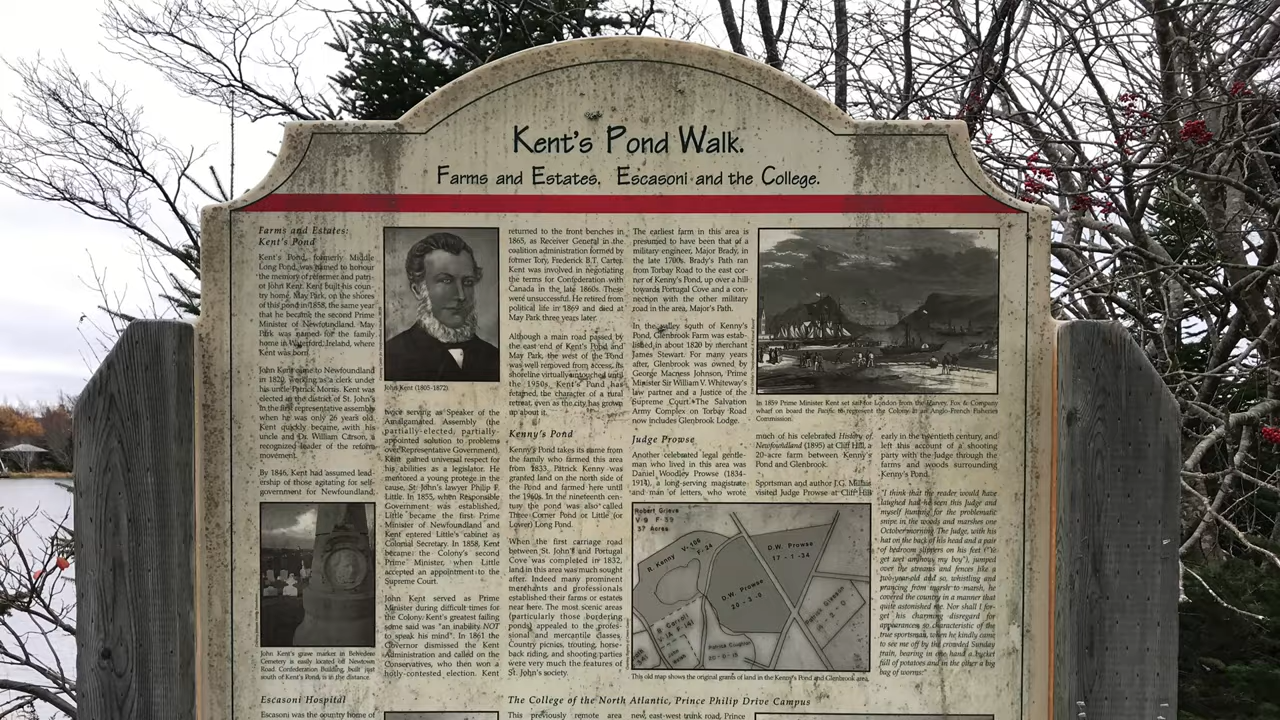 Kent's Pond Walk.
Farms and Estates. Escasoni and the College.
Farms and Estates:
Kent's Pond
Kent's Pond, formerly Middle
Long Pond, was named to honour
the memory of reformer and patri-
ot John Kent. Kent built his coun-
try home, May Park, on the shores
of this pond in 1858, the same year
that he became the second Prime
Minister of Newfoundland. May
Park was named for the family
home in Waterford, Ireland, where
Kent was born.
John Kent came to Newfoundland
in 1820, working as a clerk under
his uncle Patrick Morris. Kent was
elected in the district of St. John's
in the first representative assembly
when he was only 26 years old.
Kent quickly became, with his
uncle and Dr. William Carson, a
recognized leader of the reform
movement.
By 1846, Kent had assumed lead-
ership of those agitating for self-
government for Newfoundland,
John Kent's grave marker in Belvedere
Cemetery is easily located off Newtown
Road. Confederation Building, built just
south of Kent's Pond, is in the distance.
Escasoni Hospital
Escasoni was the country home of
John Kent (1805-1872).
twice serving as Speaker of the
Amalgamated Assembly (the
partially-elected, partially-
appointed solution to problems
over Representative Government).
Kent gained universal respect for
his abilities as a legislator. He
mentored a young protege in the
cause, St. John's lawyer Philip F.
Little. In 1855, when Responsible
Government was established,
Little became the first Prime
Minister of Newfoundland and
Kent entered Little's cabinet as
Colonial Secretary. In 1858, Kent
became the Colony's second
Prime Minister, when Little
accepted an appointment to the
Supreme Court.
John Kent served as Prime
Minister during difficult times for
the Colony. Kent's greatest failing
some said was "an inability NOT
to speak his mind". In 1861 the
Governor dismissed the Kent
Administration and called on the
Conservatives, who then won a
hotly-contested election. Kent
returned to the front benches in
1865, as Receiver General in the
coalition administration formed by
former Tory, Frederick B.T. Carter.
Kent was involved in negotiating
the terms for Confederation with
Canada in the late 1860s. These
were unsuccessful. He retired from
political life in 1869 and died at
May Park three years later.
Although a main road passed by
the east end of Kent's Pond and
May Park, the west of the Pond
was well removed from access, its
shoreline virtually untouched until
the 1950s. Kent's Pond has
retained the character of a rural
retreat, even as the city has grown
up about it.
Kenny's Pond
Kenny's Pond takes its name from
the family who farmed this area
from 1833. Patrick Kenny was
granted land on the north side of
the Pond and farmed here until
the 1960s. In the nineteenth cen-
tury the pond was also called
Three Corner Pond or Little (or
Lower) Long Pond.
When the first carriage road
between St. John's and Portugal
Cove was completed in 1832,
land in this area was much sought
after. Indeed many prominent
merchants and professionals
established their farms or estates
near here. The most scenic areas
(particularly those bordering
ponds) appealed to the profes-
sional and mercantile classes.
Country picnics, trouting, horse-
back riding, and shooting parties
were very much the features of
St. John's society.
The College of the North Atlantic, Prince Philip Drive Campus
This previously remote area
new, east-west trunk road, Prince
The earliest farm in this area is
presumed to have been that of a
military engineer, Major Brady, in
the late 1700s. Brady's Path ran
from Torbay Road to the east cor-
ner of Kenny's Pond, up over a hill
towards Portugal Cove and a con-
nection with the other military
road in the area, Major's Path.
In the valley south of Kenny's
Pond, Glenbrook Farm was estab-
lished in about 1820 by merchant
James Stewart. For many years
after, Glenbrook was owned by
George Macness Johnson, Prime
Minister Sir William V. Whiteway's
law partner and a Justice of the
Supreme Court. The Salvation
Army Complex on Torbay Road
now includes Glenbrook Lodge.
Judge Prowse
Another celebrated legal gentle-
man who lived in this area was
Daniel Woodley Prowse (1834-
1914), a long-serving magistrate
and man of letters, who wrote
In 1859 Prime Minister Kent set sail for London from the Harvey, Fox & Company
wharf on board the Pacific to represent the Colony in an Anglo-French Fisheries
Commission.
much of his celebrated History of
Newfoundland (1895) at Cliff Hill, a
20-acre farm between Kenny's
Pond and Glenbrook.
Sportsman and author J.G. Millais
visited Judge Prowse at Cliff Hill
early in the twentieth century, and
left this account of a shooting
party with the Judge through the
farms and woods surrounding
Kenny's Pond.
"I think that the reader would have
laughed had he seen this Judge and
myself hunting for the problematic
snipe in the woods and marshes one
October morning. The Judge, with his
hat on the back of his head and a pair
of bedroom slippers on his feet ("Ye
get wet anyhow, my boy"), jumped
over the streams and fences like a
two-year-old and so, whistling and
prancing from marsh to marsh, he
covered the country in a manner that
quite astonished me. Nor shall I for-
get his charming disregard for
appearances, so characteristic of the
true sportsman, when he kindly came
to see me off by the crowded Sunday
train, bearing in one hand a bucket
full of potatoes and in the other a big
bag of worms."
Robert Grieve
V-9 F-39
37 Acres
R. Kenny V-106
F-24
D.W. Prowse
17-1-34
D.W. Prowse
20-2-0
This old map shows the original grants of land in the Kenny's Pond and Glenbrook area.